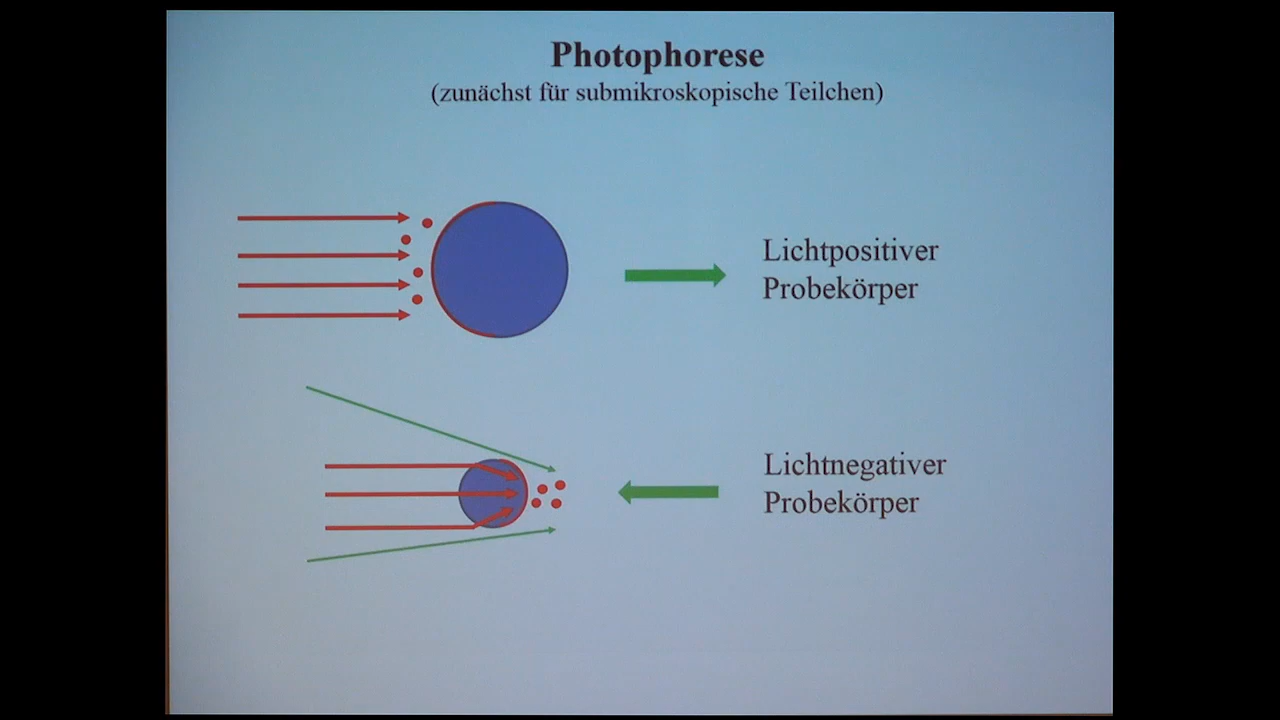 Photophorese
(zunächst für submikroskopische Teilchen)
Lichtpositiver
Probekörper
Lichtnegativer
Probekörper